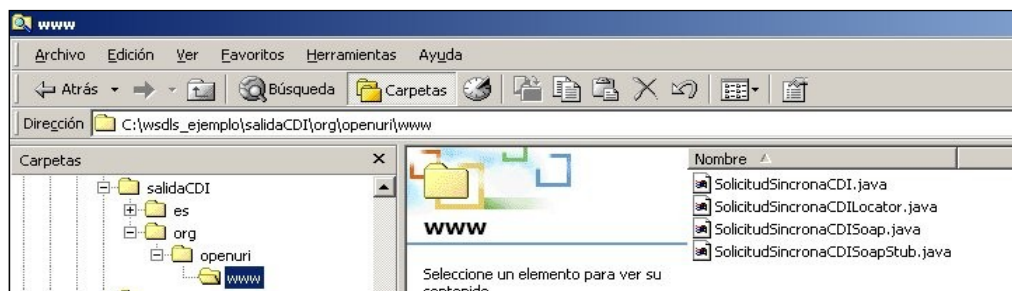 www
Archivo Edición Ver Favoritos Herramientas Ayuda
Atrás Búsqueda Carpetas
Dirección C:\wsdls_ejemplo\salidaCDI\org\openuri\www
Carpetas
salidaCDI
es
org
openuri
www
www
Seleccione un elemento para ver su
Nombre
SolicitudSincronaCDI.java
SolicitudSincronaCDILocator.java
SolicitudSincronaCDISoap.java
SolicitudSincronaCDISoapStub.java